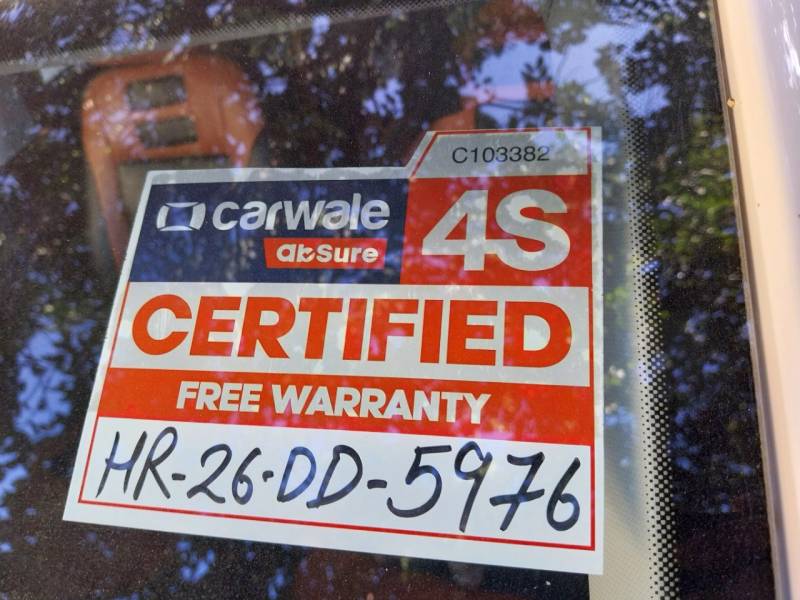 C103382
carwale
abSure
4S
CERTIFIED
FREE WARRANTY
HR-26-DD-5976